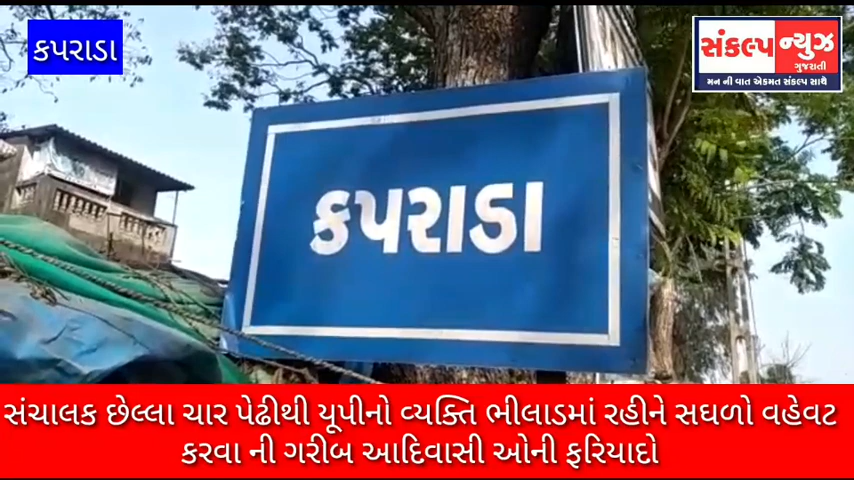 કપરાડા
સંકલ્પ ન્યુઝ
ગુજરાતી
મન ની વાત એકમત સંકલ્પ સાથે
કપરાડા
સંચાલક છેલ્લા ચાર પેઢીથી યૂપીનો વ્યક્તિ ભીલાડમાં રહીને સઘળો વહેવટ
કરવા ની ગરીબ આદિવાસી ઓની ફરિયાદો